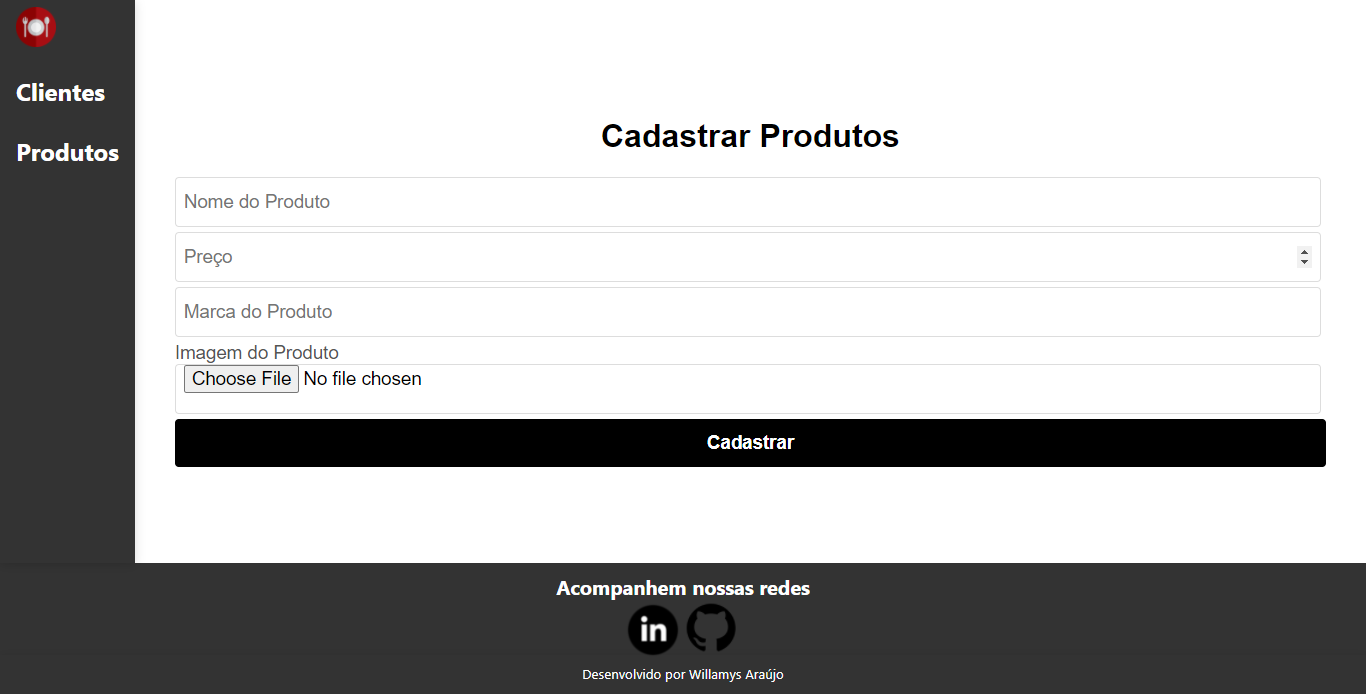 Clientes
Produtos
Cadastrar Produtos
Nome do Produto
Preço
Marca do Produto
Imagem do Produto
Choose File No file chosen
Cadastrar
Acompanhem nossas redes
in
Desenvolvido por Willamys Araújo